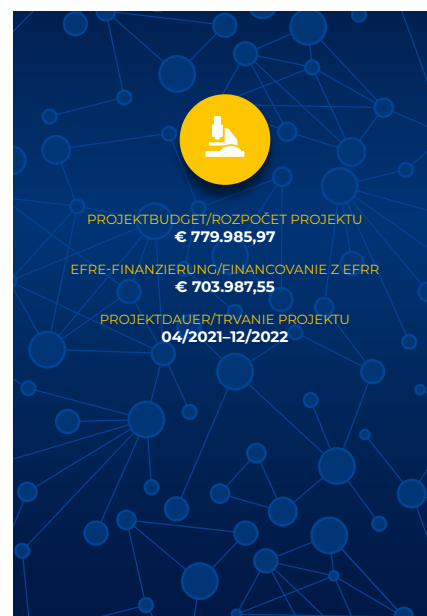 PROJEKTBUDGET/ROZPOČET PROJEKTU
€ 779.985,97
EFRE-FINANZIERUNG/FINANCOVANIE Z EFRR
€ 703.987,55
PROJEKTDAUER/TRVANIE PROJEKTU
04/2021–12/2022